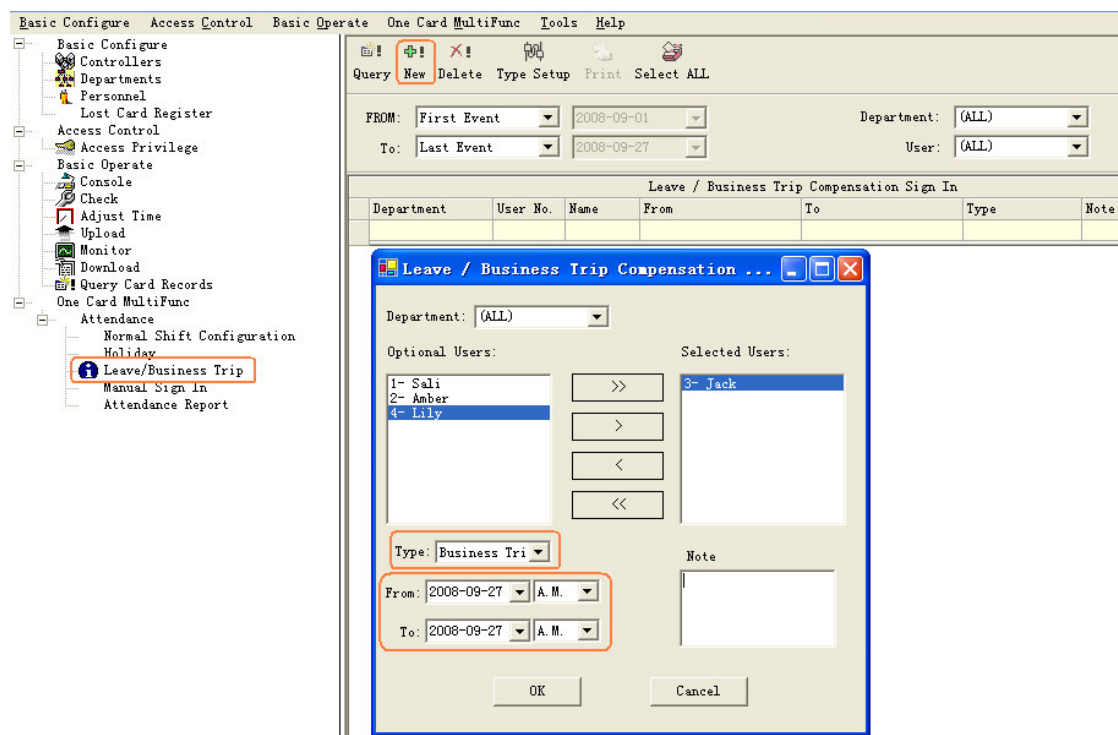 Basic Configure Access Control Basic Operate One Card MultiFunc Tools Help
Basic Configure
Controllers
Departments
Personnel
Lost Card Register
Access Control
Access Privilege
Basic Operate
Console
Check
Adjust Time
Upload
Monitor
Download
Query Card Records
One Card MultiFunc
Attendance
Normal Shift Configuration
Holiday
Leave/Business Trip
Manual Sign In
Attendance Report
Query New Delete Type Setup Print Select ALL
FROM: First Event 2008-09-01 Department: (ALL)
To: Last Event 2008-09-27 User: (ALL)
Leave / Business Trip Compensation Sign In
Department User No. Name From To Type Note
Leave / Business Trip Compensation ...
Department: (ALL)
Optional Users: Selected Users:
1- Sali >> 3- Jack
2- Amber
4- Lily
>
<
<<
Type: Business Tri Note
From: 2008-09-27 A.M.
To: 2008-09-27 A.M.
OK Cancel